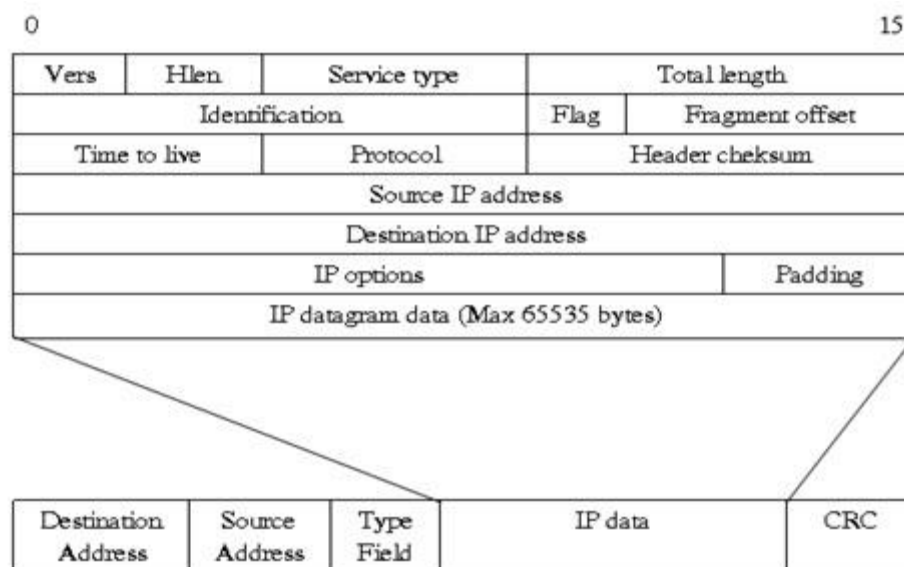 0 15
Vers Hlen Service type Total length
Identification Flag Fragment offset
Time to live Protocol Header cheksum
Source IP address
Destination IP address
IP options Padding
IP datagram data (Max 65535 bytes)
Destination Address Source Address Type Field IP data CRC